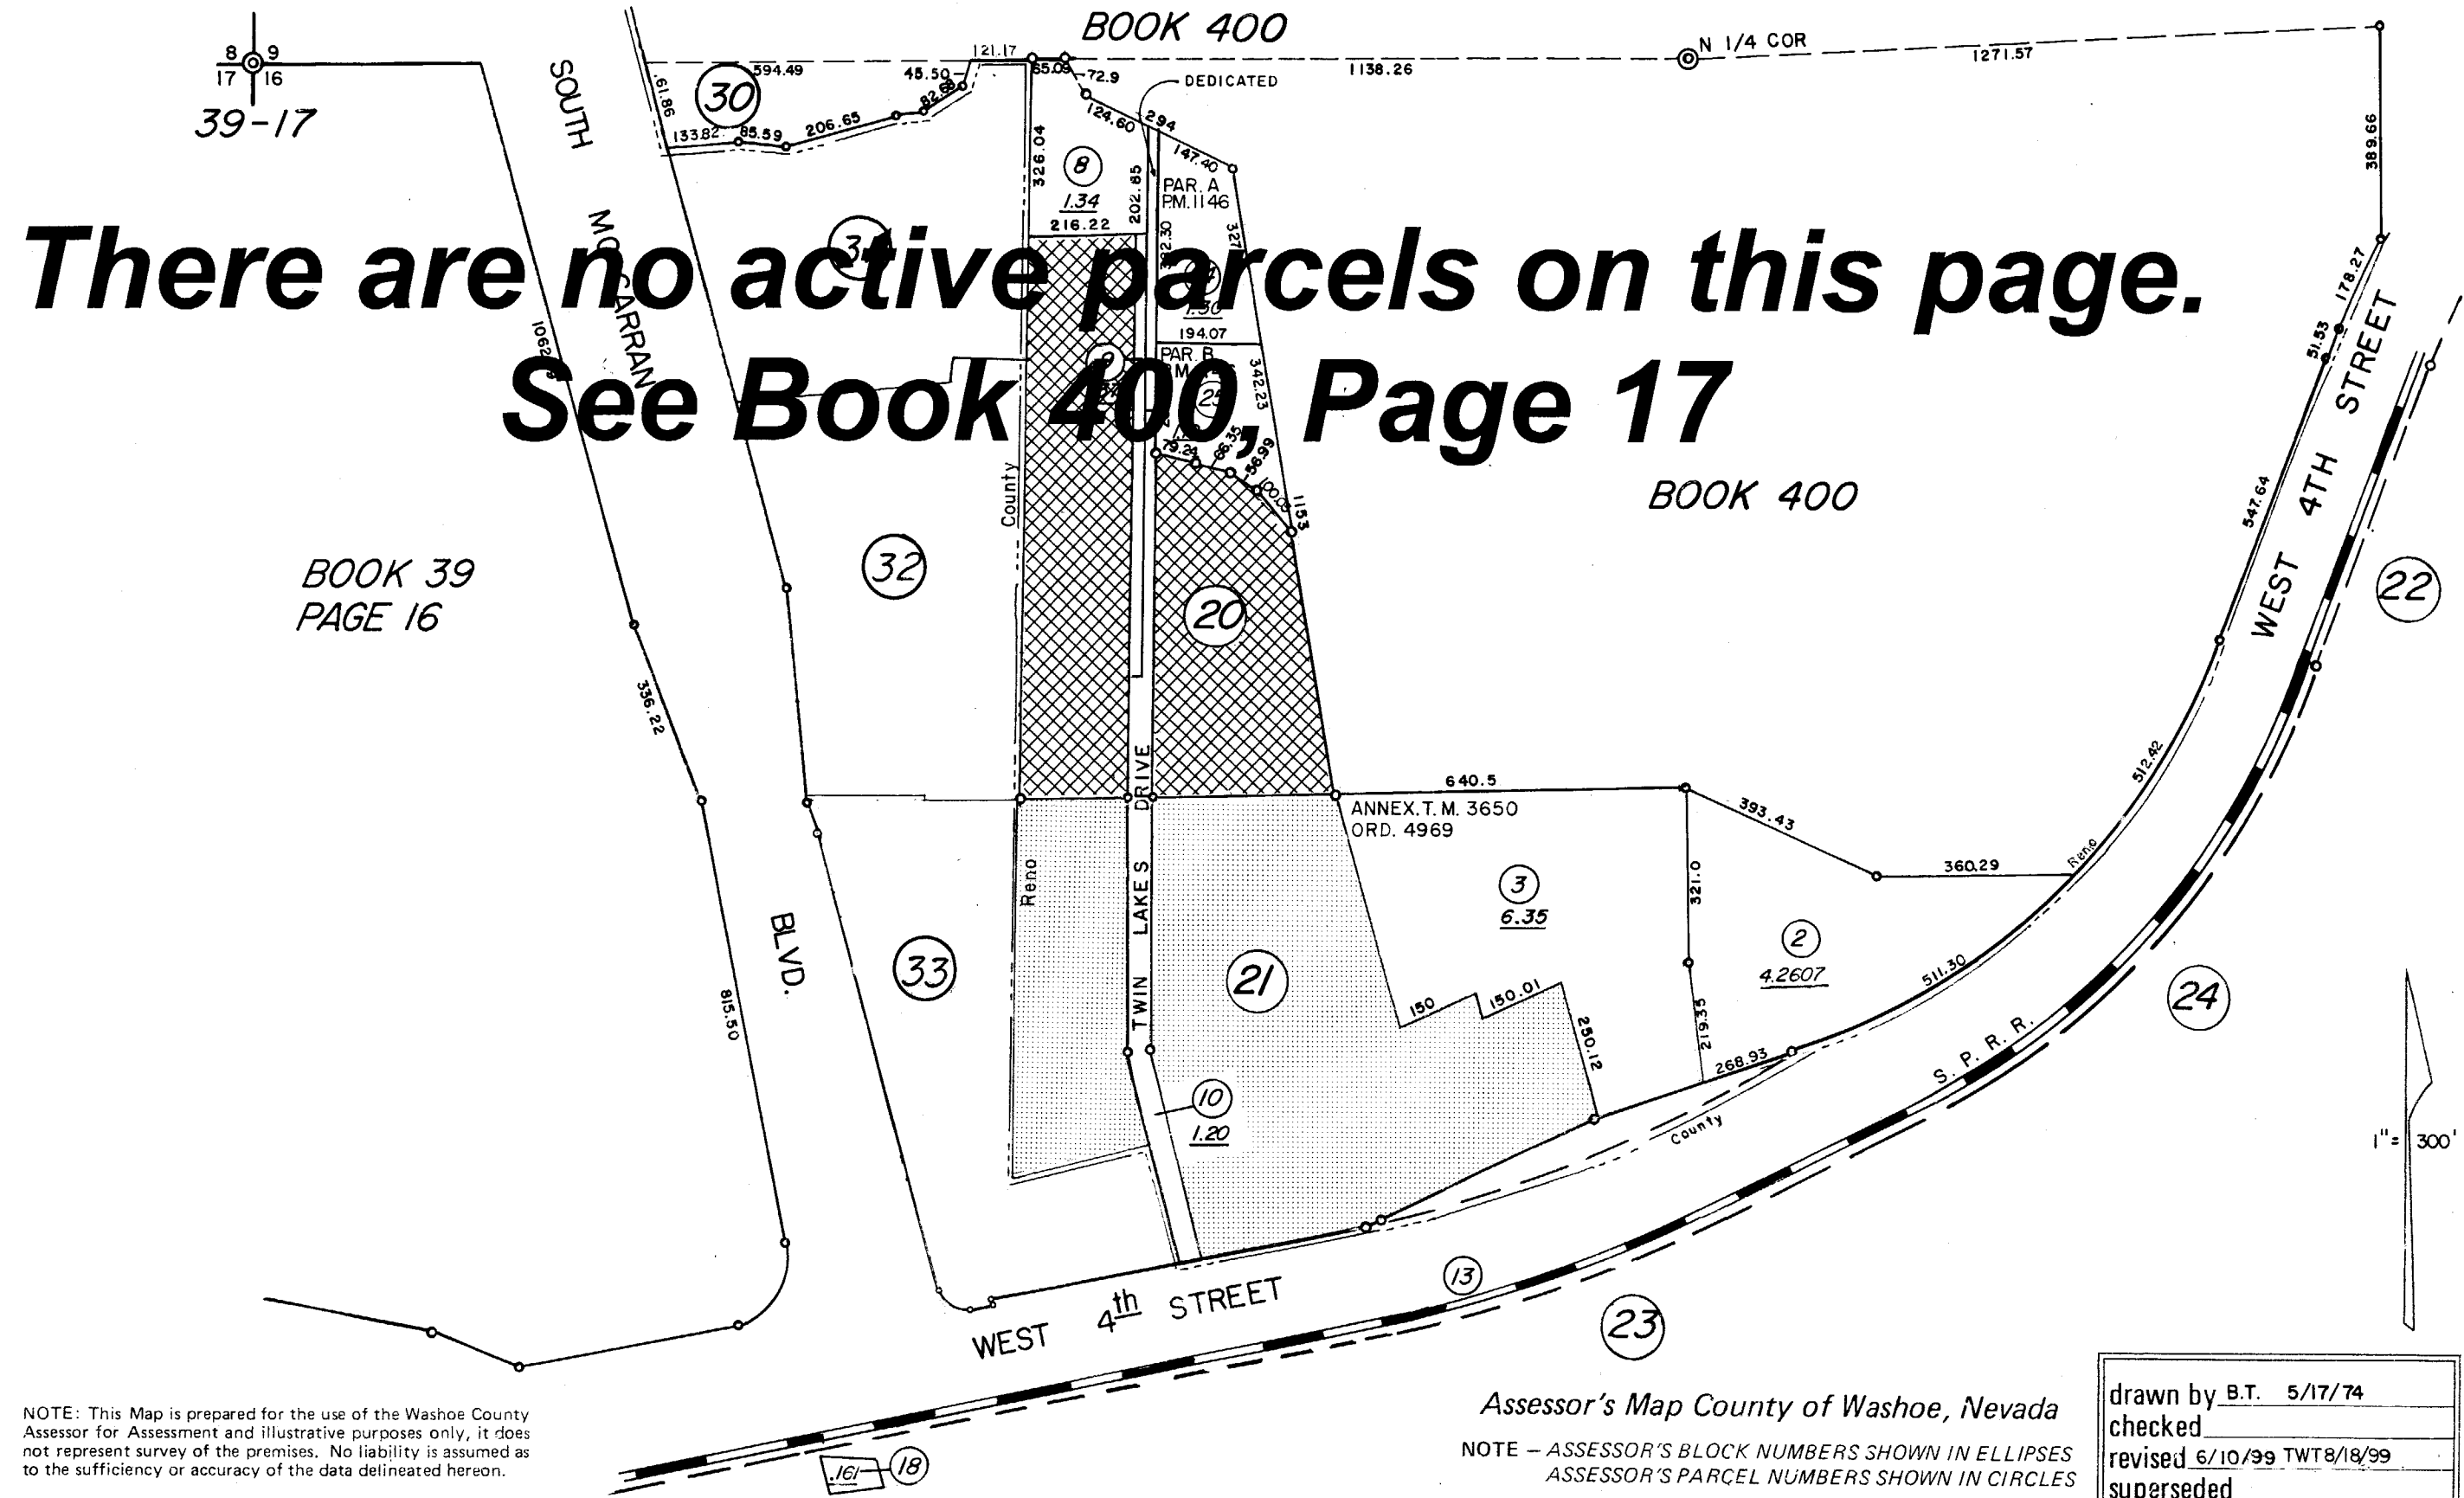 BOOK 400
8 9
17 16
39-17
SOUTH
MC CARRAN
BLVD.
61.86
594.49
30
45.50
121.17
82.68
133.82
85.59
206.65
65.09
72.9
DEDICATED
1138.26
N 1/4 COR
1271.57
389.66
124.60
294
147.40
326.04
8
1.34
202.85
216.22
PAR. A
P.M. 1146
There are no active parcels on this page.
See Book 400, Page 17
194.07
PAR. B
342.23
79.24
66.35
56.99
100.05
1153
178.27
51.53
WEST 4TH STREET
547.64
BOOK 400
County
32
BOOK 39
PAGE 16
20
22
336.22
512.42
640.5
ANNEX. T. M. 3650
ORD. 4969
393.43
360.29
Reno
Reno
TWIN LAKES DRIVE
3
6.35
321.0
2
4.2607
33
21
815.50
150
150.01
250.12
219.35
268.93
511.30
24
S. P. R. R.
County
10
1.20
1"= 300'
13
WEST 4th STREET
23
NOTE: This Map is prepared for the use of the Washoe County
Assessor for Assessment and illustrative purposes only, it does
not represent survey of the premises. No liability is assumed as
to the sufficiency or accuracy of the data delineated hereon.
.161 18
Assessor's Map County of Washoe, Nevada
NOTE – ASSESSOR'S BLOCK NUMBERS SHOWN IN ELLIPSES
ASSESSOR'S PARCEL NUMBERS SHOWN IN CIRCLES
drawn by B.T. 5/17/74
checked
revised 6/10/99 TWT 8/18/99
superseded